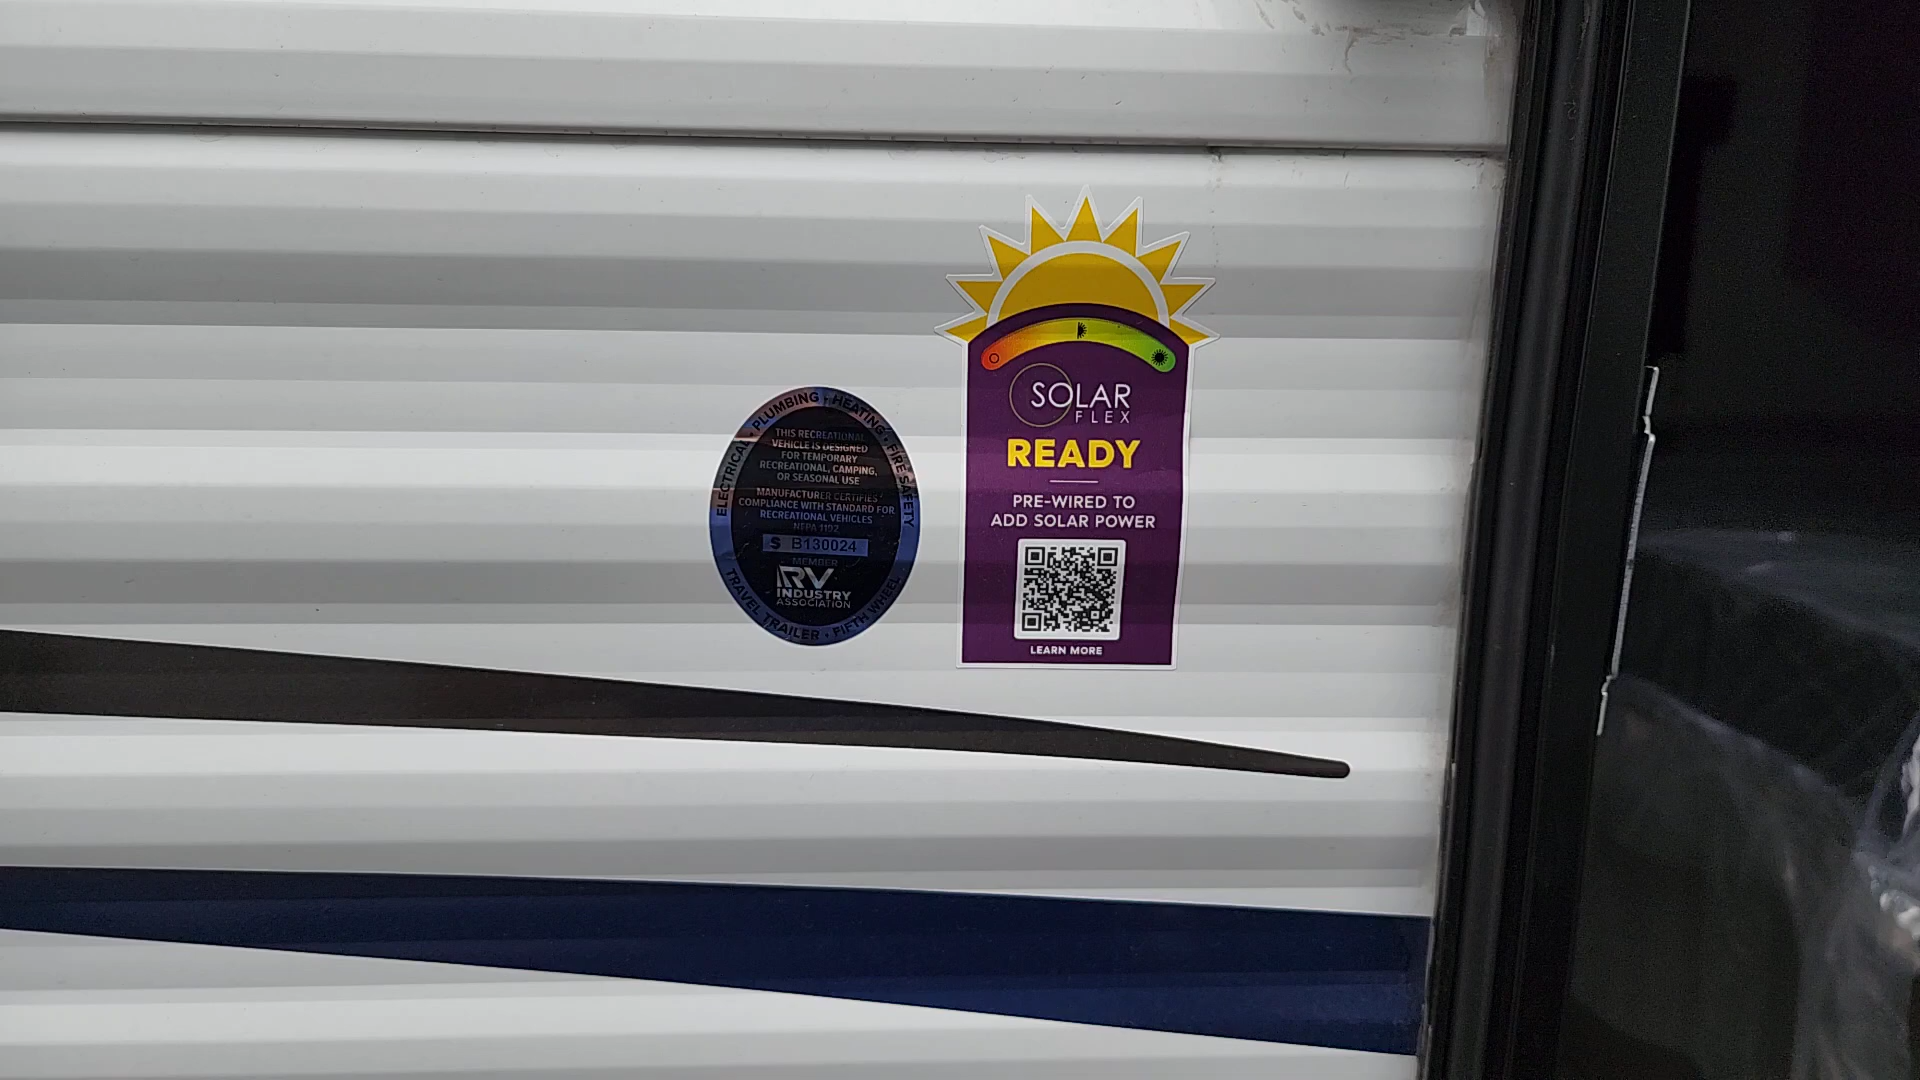 ELECTRICAL • PLUMBING • HEATING • FIRE SAFETY
THIS RECREATIONAL
VEHICLE IS DESIGNED
FOR TEMPORARY
RECREATIONAL, CAMPING,
OR SEASONAL USE
MANUFACTURER CERTIFIES
COMPLIANCE WITH STANDARD FOR
RECREATIONAL VEHICLES
NFPA 1192
S B130024
MEMBER
RV
INDUSTRY
ASSOCIATION
TRAVEL TRAILER • FIFTH WHEEL
SOLAR
FLEX
READY
PRE-WIRED TO
ADD SOLAR POWER
LEARN MORE